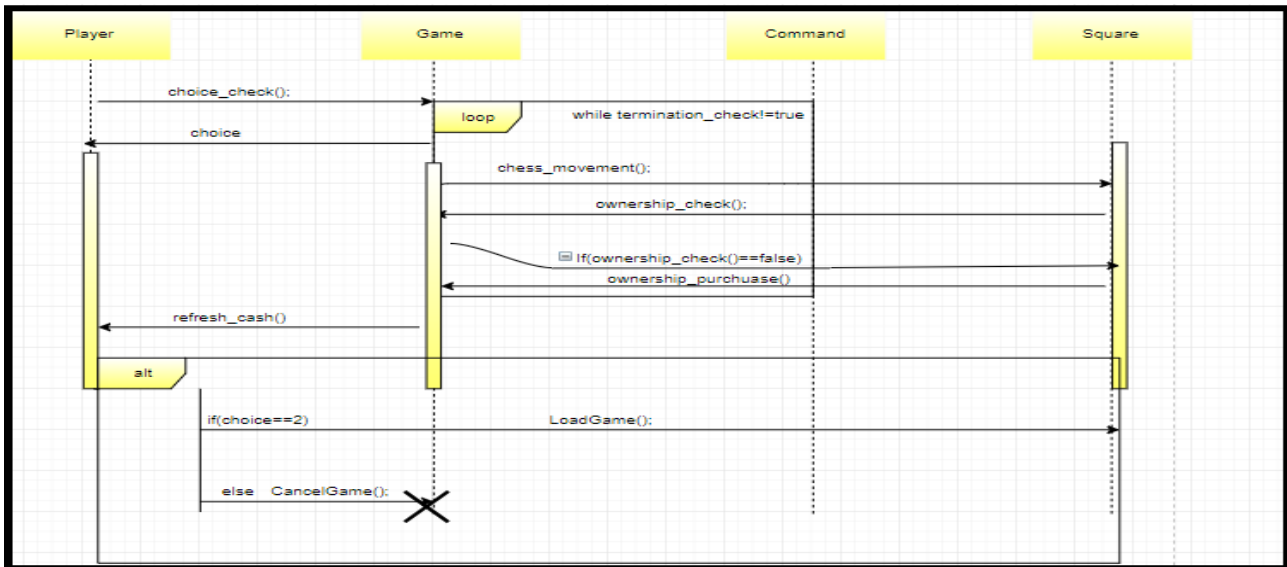 Player Game Command Square
choice_check();
loop while termination_check!=true
choice
chess_movement();
ownership_check();
If(ownership_check()==false)
ownership_purchuase()
refresh_cash()
alt
if(choice==2) LoadGame();
else CancelGame();